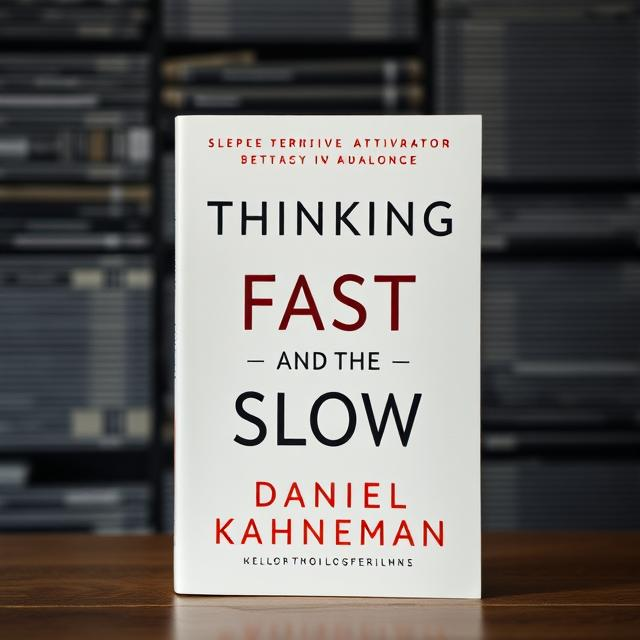 SLEPEE TERNIIVE ATTIVRATOR
BETTASY IV AUALONCE
THINKING
FAST
— AND THE —
SLOW
DANIEL
KAHNEMAN